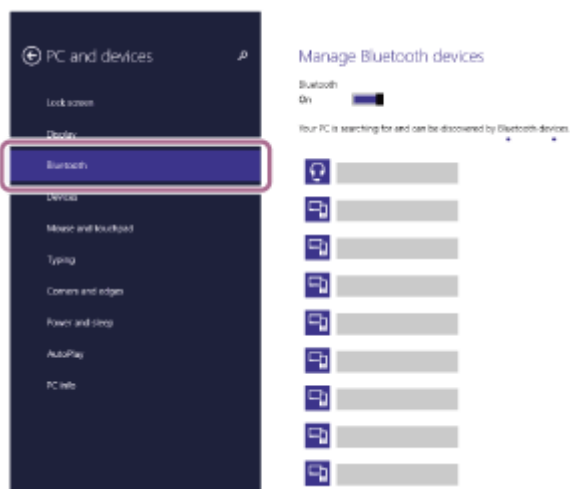 PC and devices
Lock screen
Display
Bluetooth
Devices
Mouse and touchpad
Typing
Corners and edges
Power and sleep
AutoPlay
PC info
Manage Bluetooth devices
Bluetooth
On
Your PC is searching for and can be discovered by Bluetooth devices.